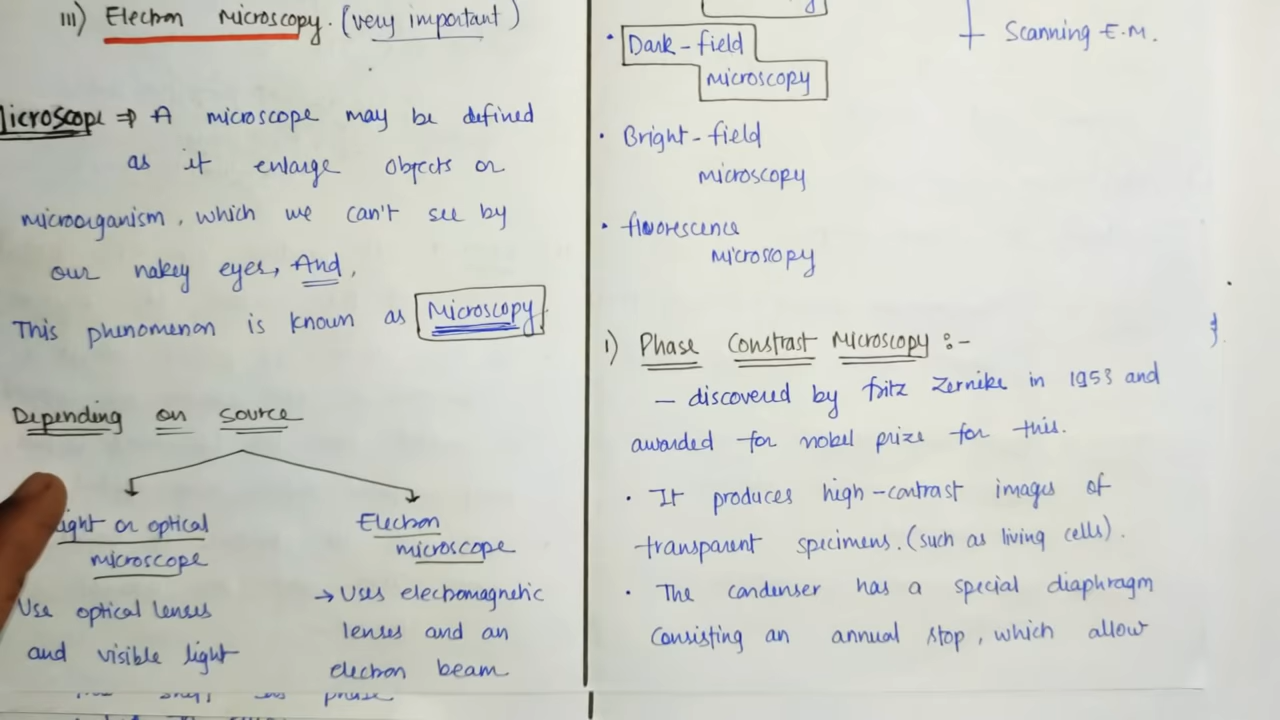 III) Electron Microscopy. (very important)
Microscope ⇒ A microscope may be defined
as it enlarge objects or
microorganism, which we can't see by
our nakey eyes, And,
This phenomenon is known as Microscopy
Depending on source
Light or optical
microscope
Use optical lenses
and visible light
Electron
microscope
→ Uses electromagnetic
lenses and an
electron beam
phase
• Dark-field
microscopy
• Bright-field
microscopy
• fluorescence
microscopy
Scanning E.M.
1) Phase Constrast Microscopy :-
— discovered by fritz Zernike in 1953 and
awarded for nobel prize for this.
• It produces high-contrast images of
transparent specimens. (such as living cells).
• The condenser has a special diaphragm
consisting an annual stop, which allow